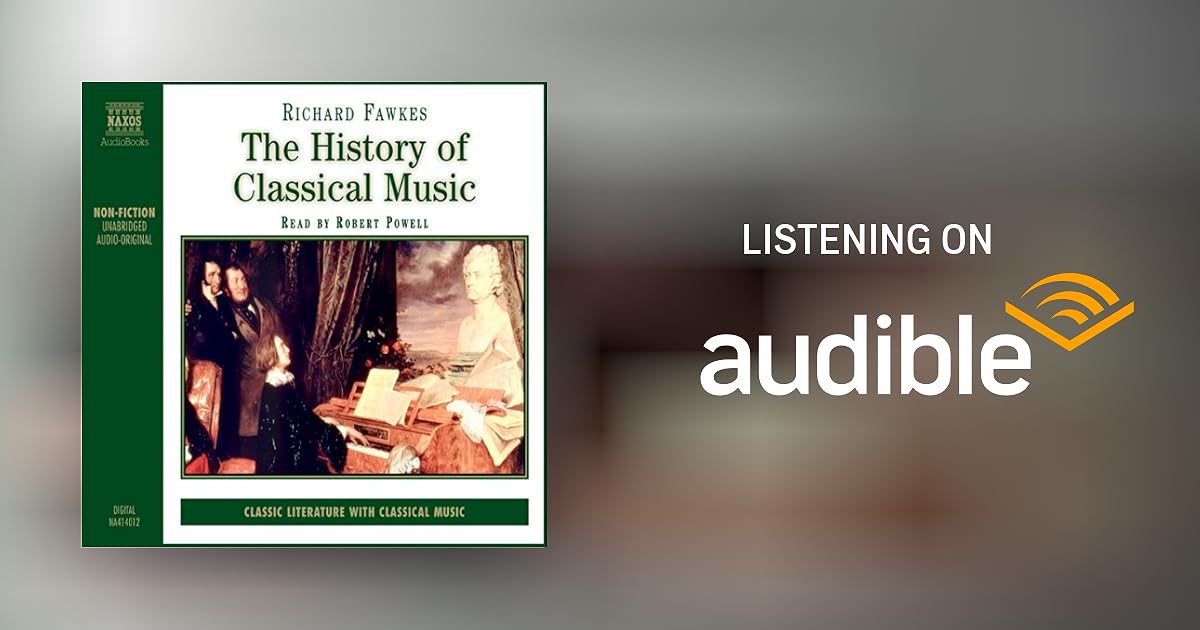 NAXOS
AudioBooks
NON-FICTION
UNABRIDGED
AUDIO-ORIGINAL
DIGITAL
NA414012
RICHARD FAWKES
The History of
Classical Music
READ BY ROBERT POWELL
CLASSIC LITERATURE WITH CLASSICAL MUSIC
LISTENING ON
audible